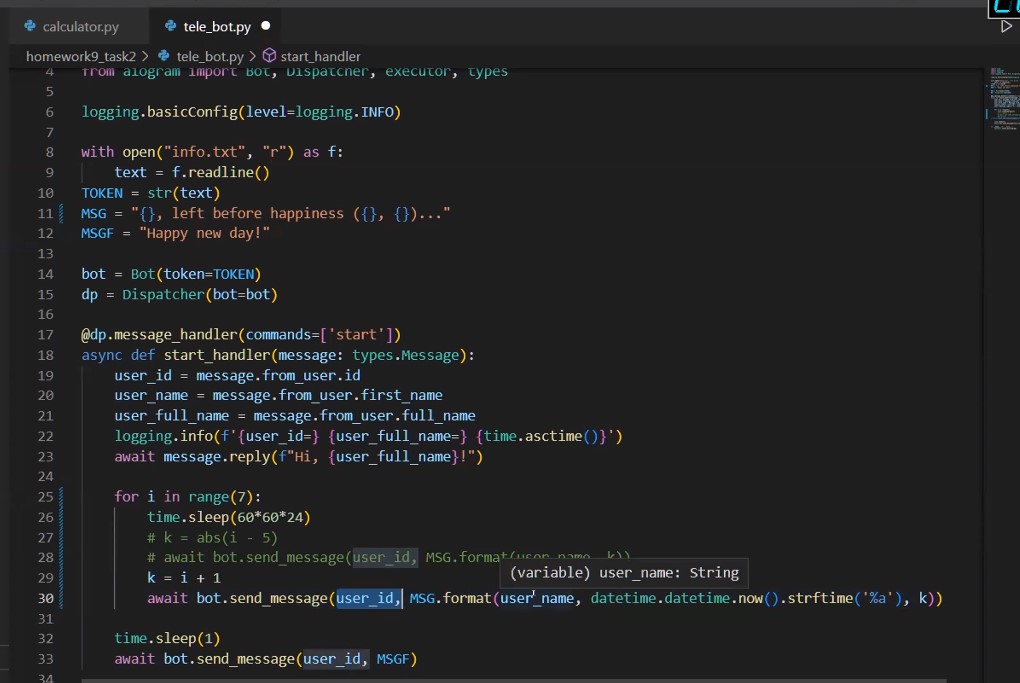 calculator.py
tele_bot.py
homework9_task2 > tele_bot.py > start_handler
4 from aiogram import Bot, Dispatcher, executor, types
5
6 logging.basicConfig(level=logging.INFO)
7
8 with open("info.txt", "r") as f:
9 text = f.readline()
10 TOKEN = str(text)
11 MSG = "{}, left before happiness ({}, {})..."
12 MSGF = "Happy new day!"
13
14 bot = Bot(token=TOKEN)
15 dp = Dispatcher(bot=bot)
16
17 @dp.message_handler(commands=['start'])
18 async def start_handler(message: types.Message):
19 user_id = message.from_user.id
20 user_name = message.from_user.first_name
21 user_full_name = message.from_user.full_name
22 logging.info(f'{user_id=} {user_full_name=} {time.asctime()}')
23 await message.reply(f"Hi, {user_full_name}!")
24
25 for i in range(7):
26 time.sleep(60*60*24)
27 # k = abs(i - 5)
28 # await bot.send_message(user_id, MSG.format(user_name, k))
29 k = i + 1
(variable) user_name: String
30 await bot.send_message(user_id, MSG.format(user_name, datetime.datetime.now().strftime('%a'), k))
31
32 time.sleep(1)
33 await bot.send_message(user_id, MSGF)
34